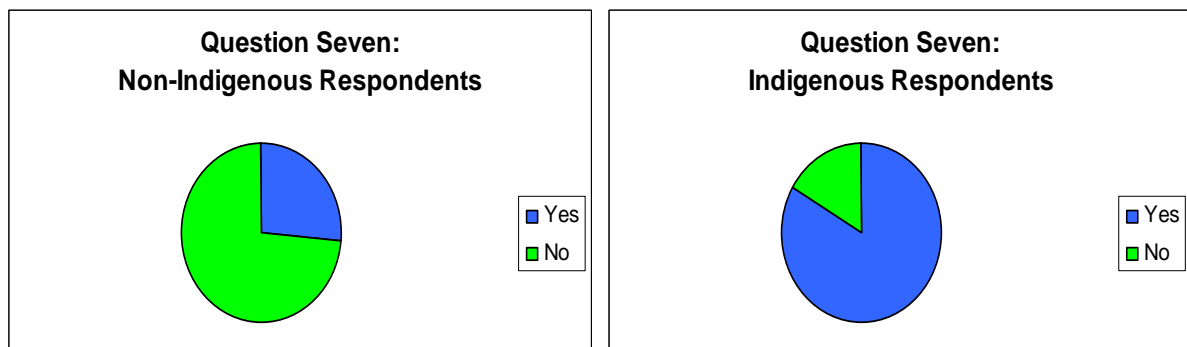 Question Seven:
Non-Indigenous Respondents
Yes
No
Question Seven:
Indigenous Respondents
Yes
No